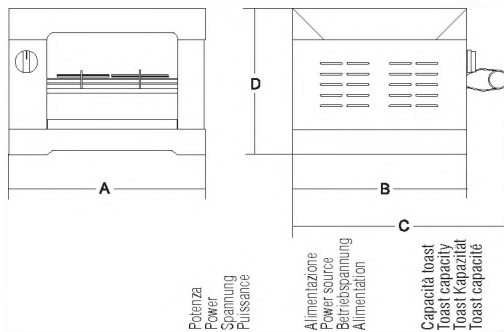 D
A
B
C
Potenza
Power
Spannung
Puissance
Alimentazione
Power source
Betriebspannung
Alimentation
Capacità toast
Toast capacity
Toast Kapazität
Toast capacité